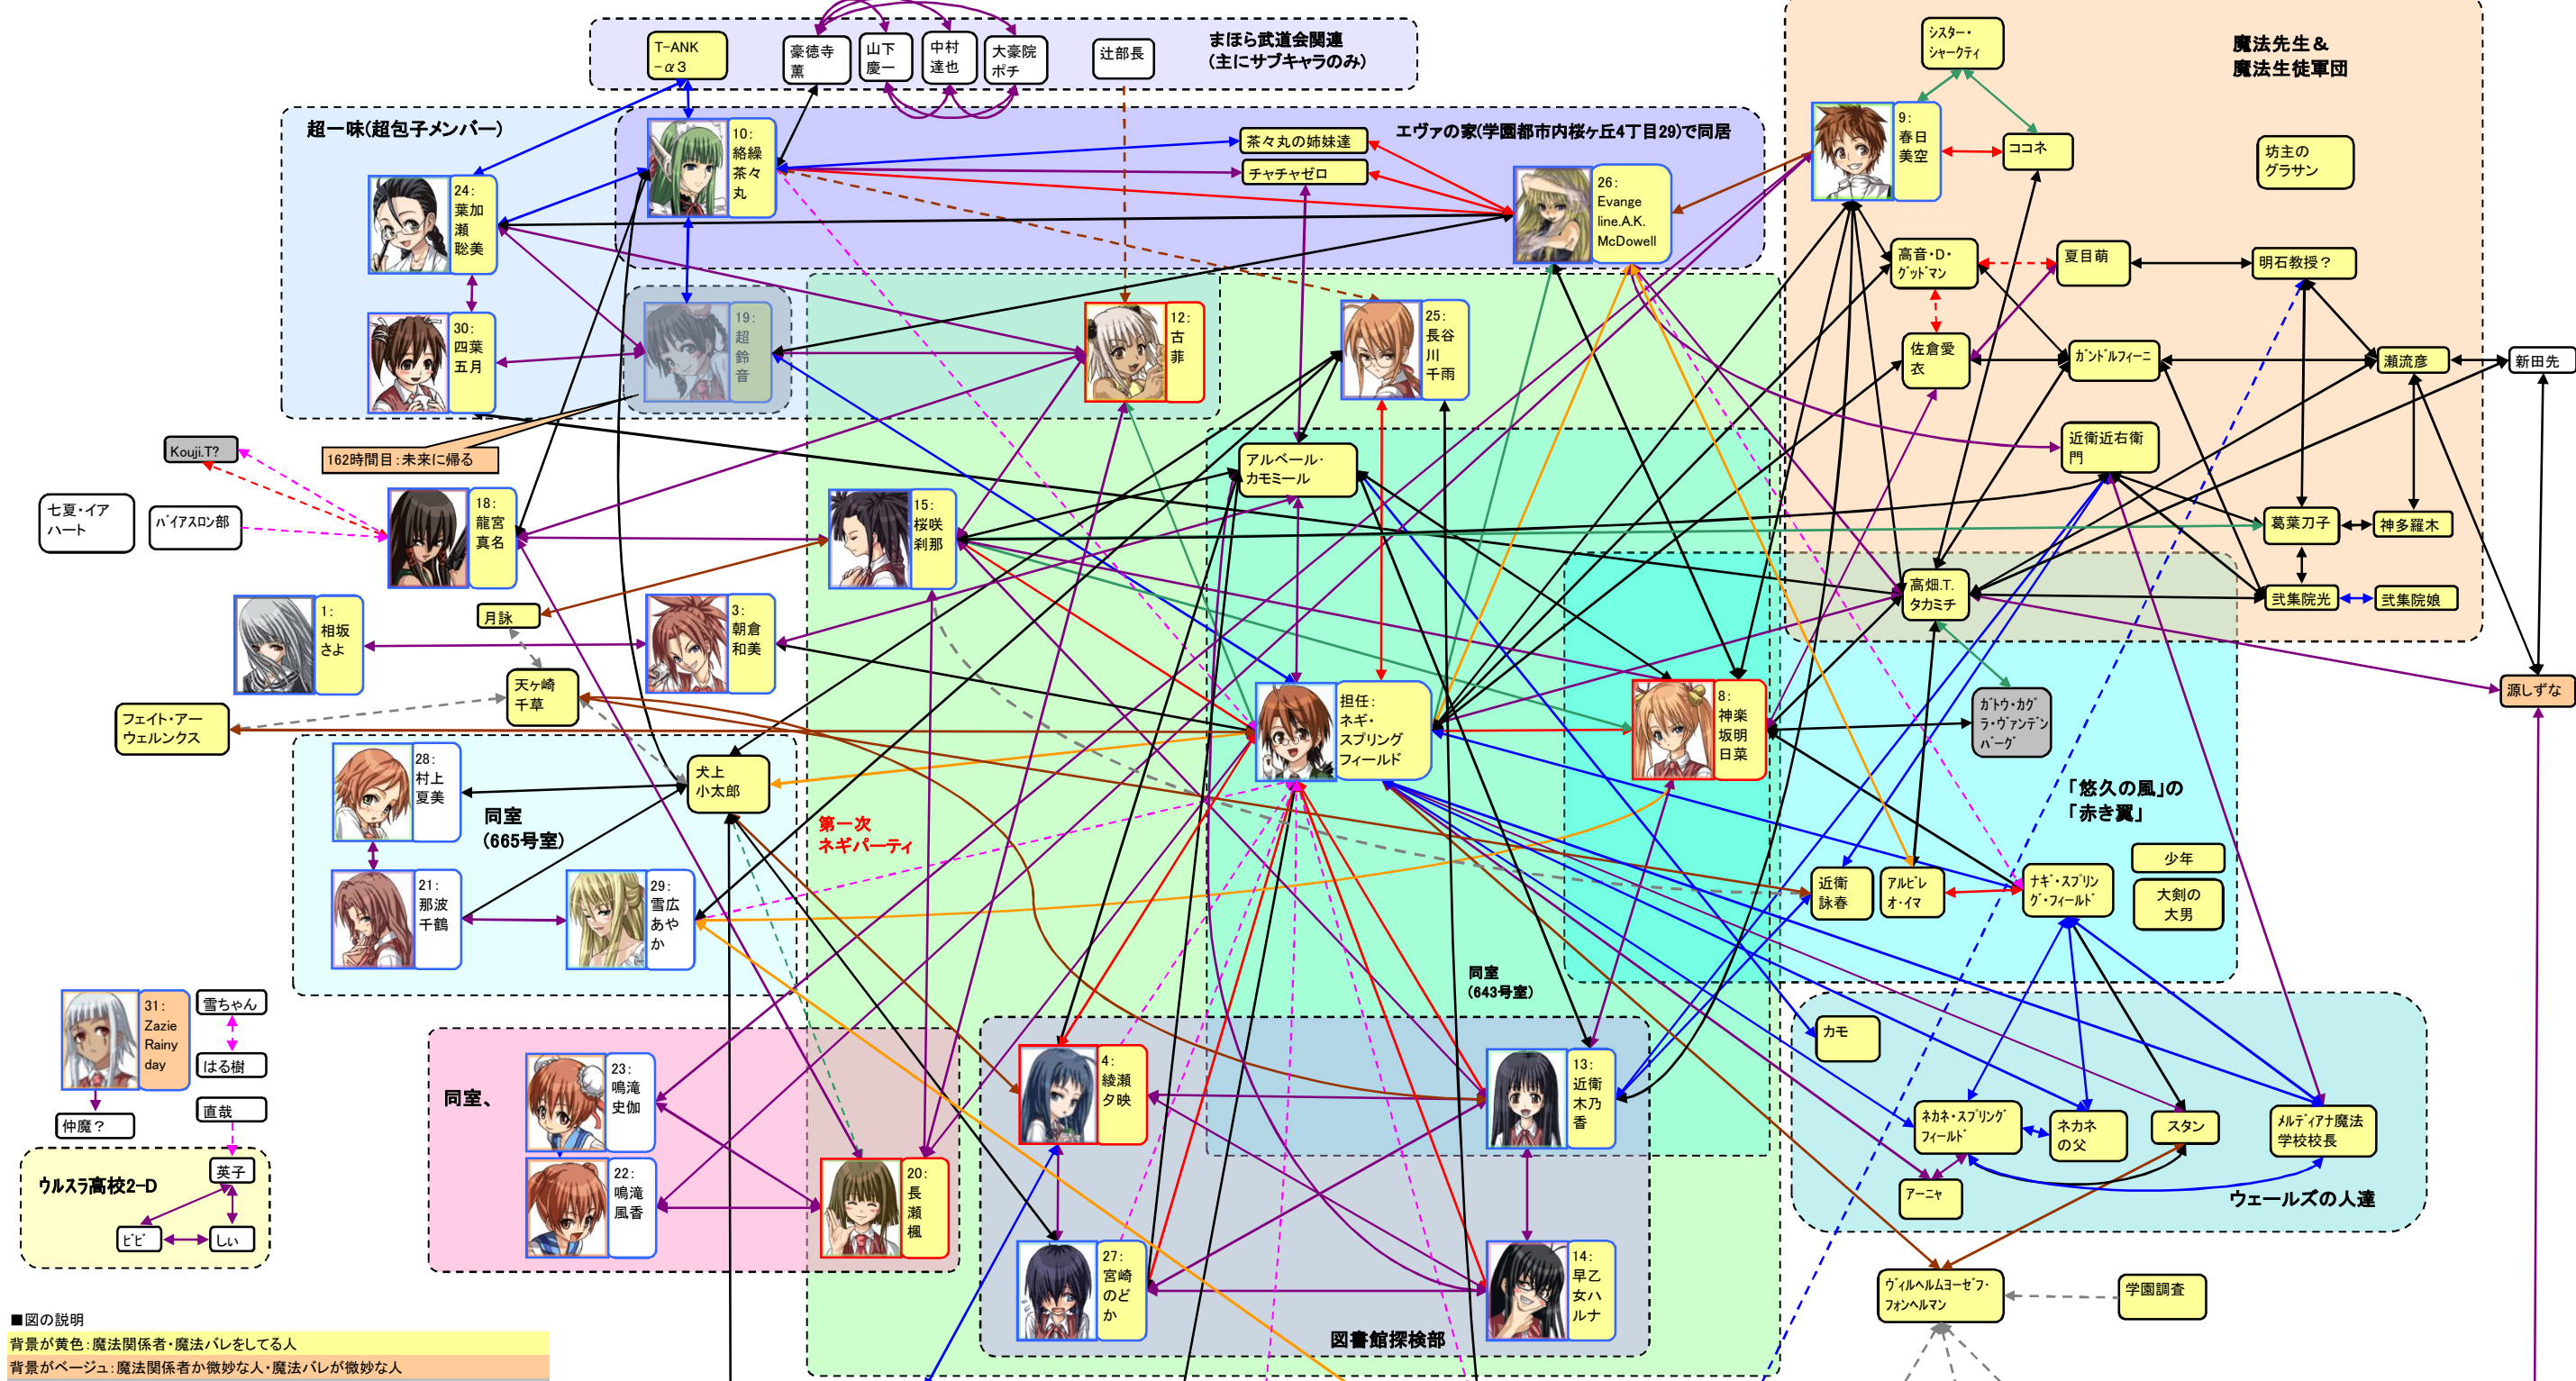 T-ANK
-α3
豪徳寺
薫
山下
慶一
中村
達也
大豪院
ポチ
辻部長
まほら武道会関連
(主にサブキャラのみ)
シスター・
シャークティ
魔法先生＆
魔法生徒軍団
超一味(超包子メンバー)
10:
絡繰
茶々
丸
茶々丸の姉妹達
チャチャゼロ
エヴァの家(学園都市内桜ヶ丘4丁目29)で同居
26:
Evange
line.A.K.
McDowell
9:
春日
美空
ココネ
坊主の
グラサン
24:
葉加
瀬
聡美
高音・D・
グッドマン
夏目萌
明石教授？
30:
四葉
五月
19:
超
鈴
音
12:
古
菲
25:
長谷
川
千雨
佐倉愛
衣
ガンドルフィーニ
瀬流彦
新田先
Kouji.T?
162時間目：未来に帰る
アルベール・
カモミール
近衛近右衛
門
七夏・イア
ハート
バイアスロン部
18:
龍宮
真名
15:
桜咲
刹那
葛葉刀子
神多羅木
高畑.T.
タカミチ
弐集院光
弐集院娘
1:
相坂
さよ
月詠
3:
朝倉
和美
天ヶ崎
千草
フェイト・アー
ウェルンクス
担任:
ネギ・
スプリング
フィールド
8:
神楽
坂明
日菜
ガトウ・カグ
ラ・ヴァンデン
バーグ
源しずな
28:
村上
夏美
同室
(665号室)
犬上
小太郎
第一次
ネギパーティ
「悠久の風」の
「赤き翼」
21:
那波
千鶴
29:
雪広
あや
か
近衛
詠春
アルビレ
オ・イマ
ナギ・スプリン
グ・フィールド
少年
大剣の
大男
同室
(643号室)
31:
Zazie
Rainy
day
雪ちゃん
はる樹
直哉
仲魔？
カモ
同室、
23:
鳴滝
史伽
4:
綾瀬
夕映
13:
近衛
木乃
香
ネカネ・スプリング
フィールド
ネカネ
の父
スタン
メルディアナ魔法
学校校長
ウルスラ高校2-D
英子
ビビ
しぃ
22:
鳴滝
風香
20:
長
瀬
楓
アーニャ
ウェールズの人達
27:
宮崎
のど
か
14:
早乙
女ハ
ルナ
図書館探検部
ヴィルヘルムヨーゼフ・
フォンヘルマン
学園調査
■図の説明
背景が黄色：魔法関係者・魔法バレをしてる人
背景がベージュ：魔法関係者か微妙な人・魔法バレが微妙な人